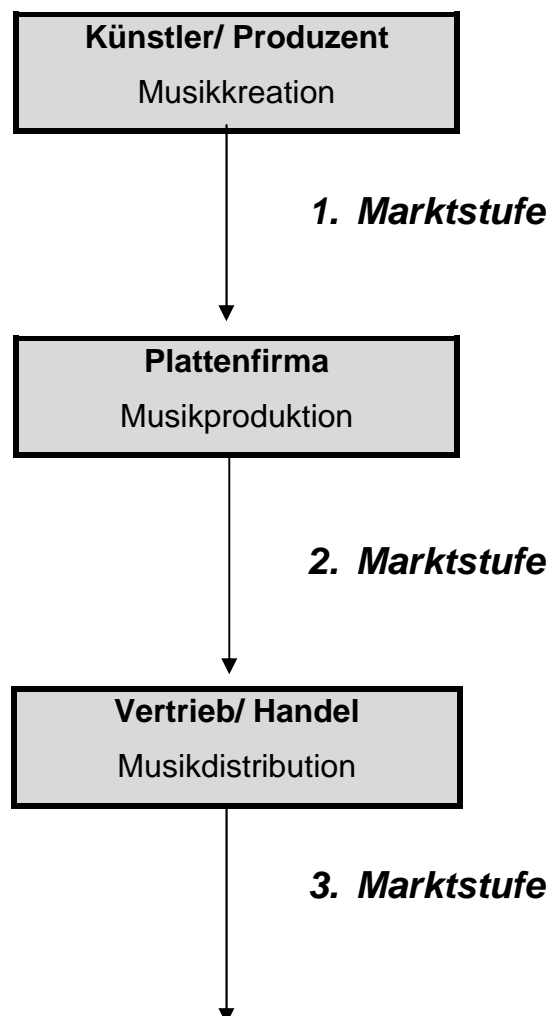 Künstler/ Produzent
Musikkreation
1. Marktstufe
Plattenfirma
Musikproduktion
2. Marktstufe
Vertrieb/ Handel
Musikdistribution
3. Marktstufe